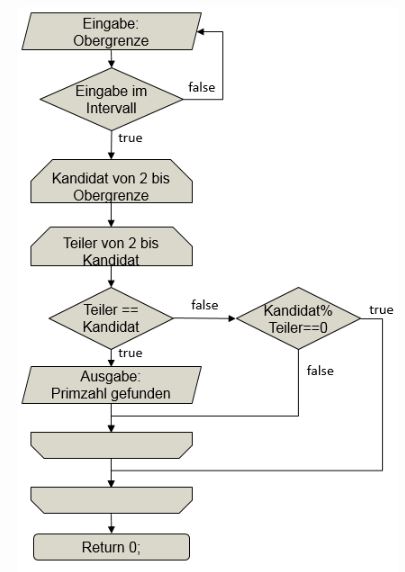 Eingabe:
Obergrenze
Eingabe im
Intervall
false
true
Kandidat von 2 bis
Obergrenze
Teiler von 2 bis
Kandidat
Teiler ==
Kandidat
false
Kandidat%
Teiler==0
true
true
false
Ausgabe:
Primzahl gefunden
Return 0;